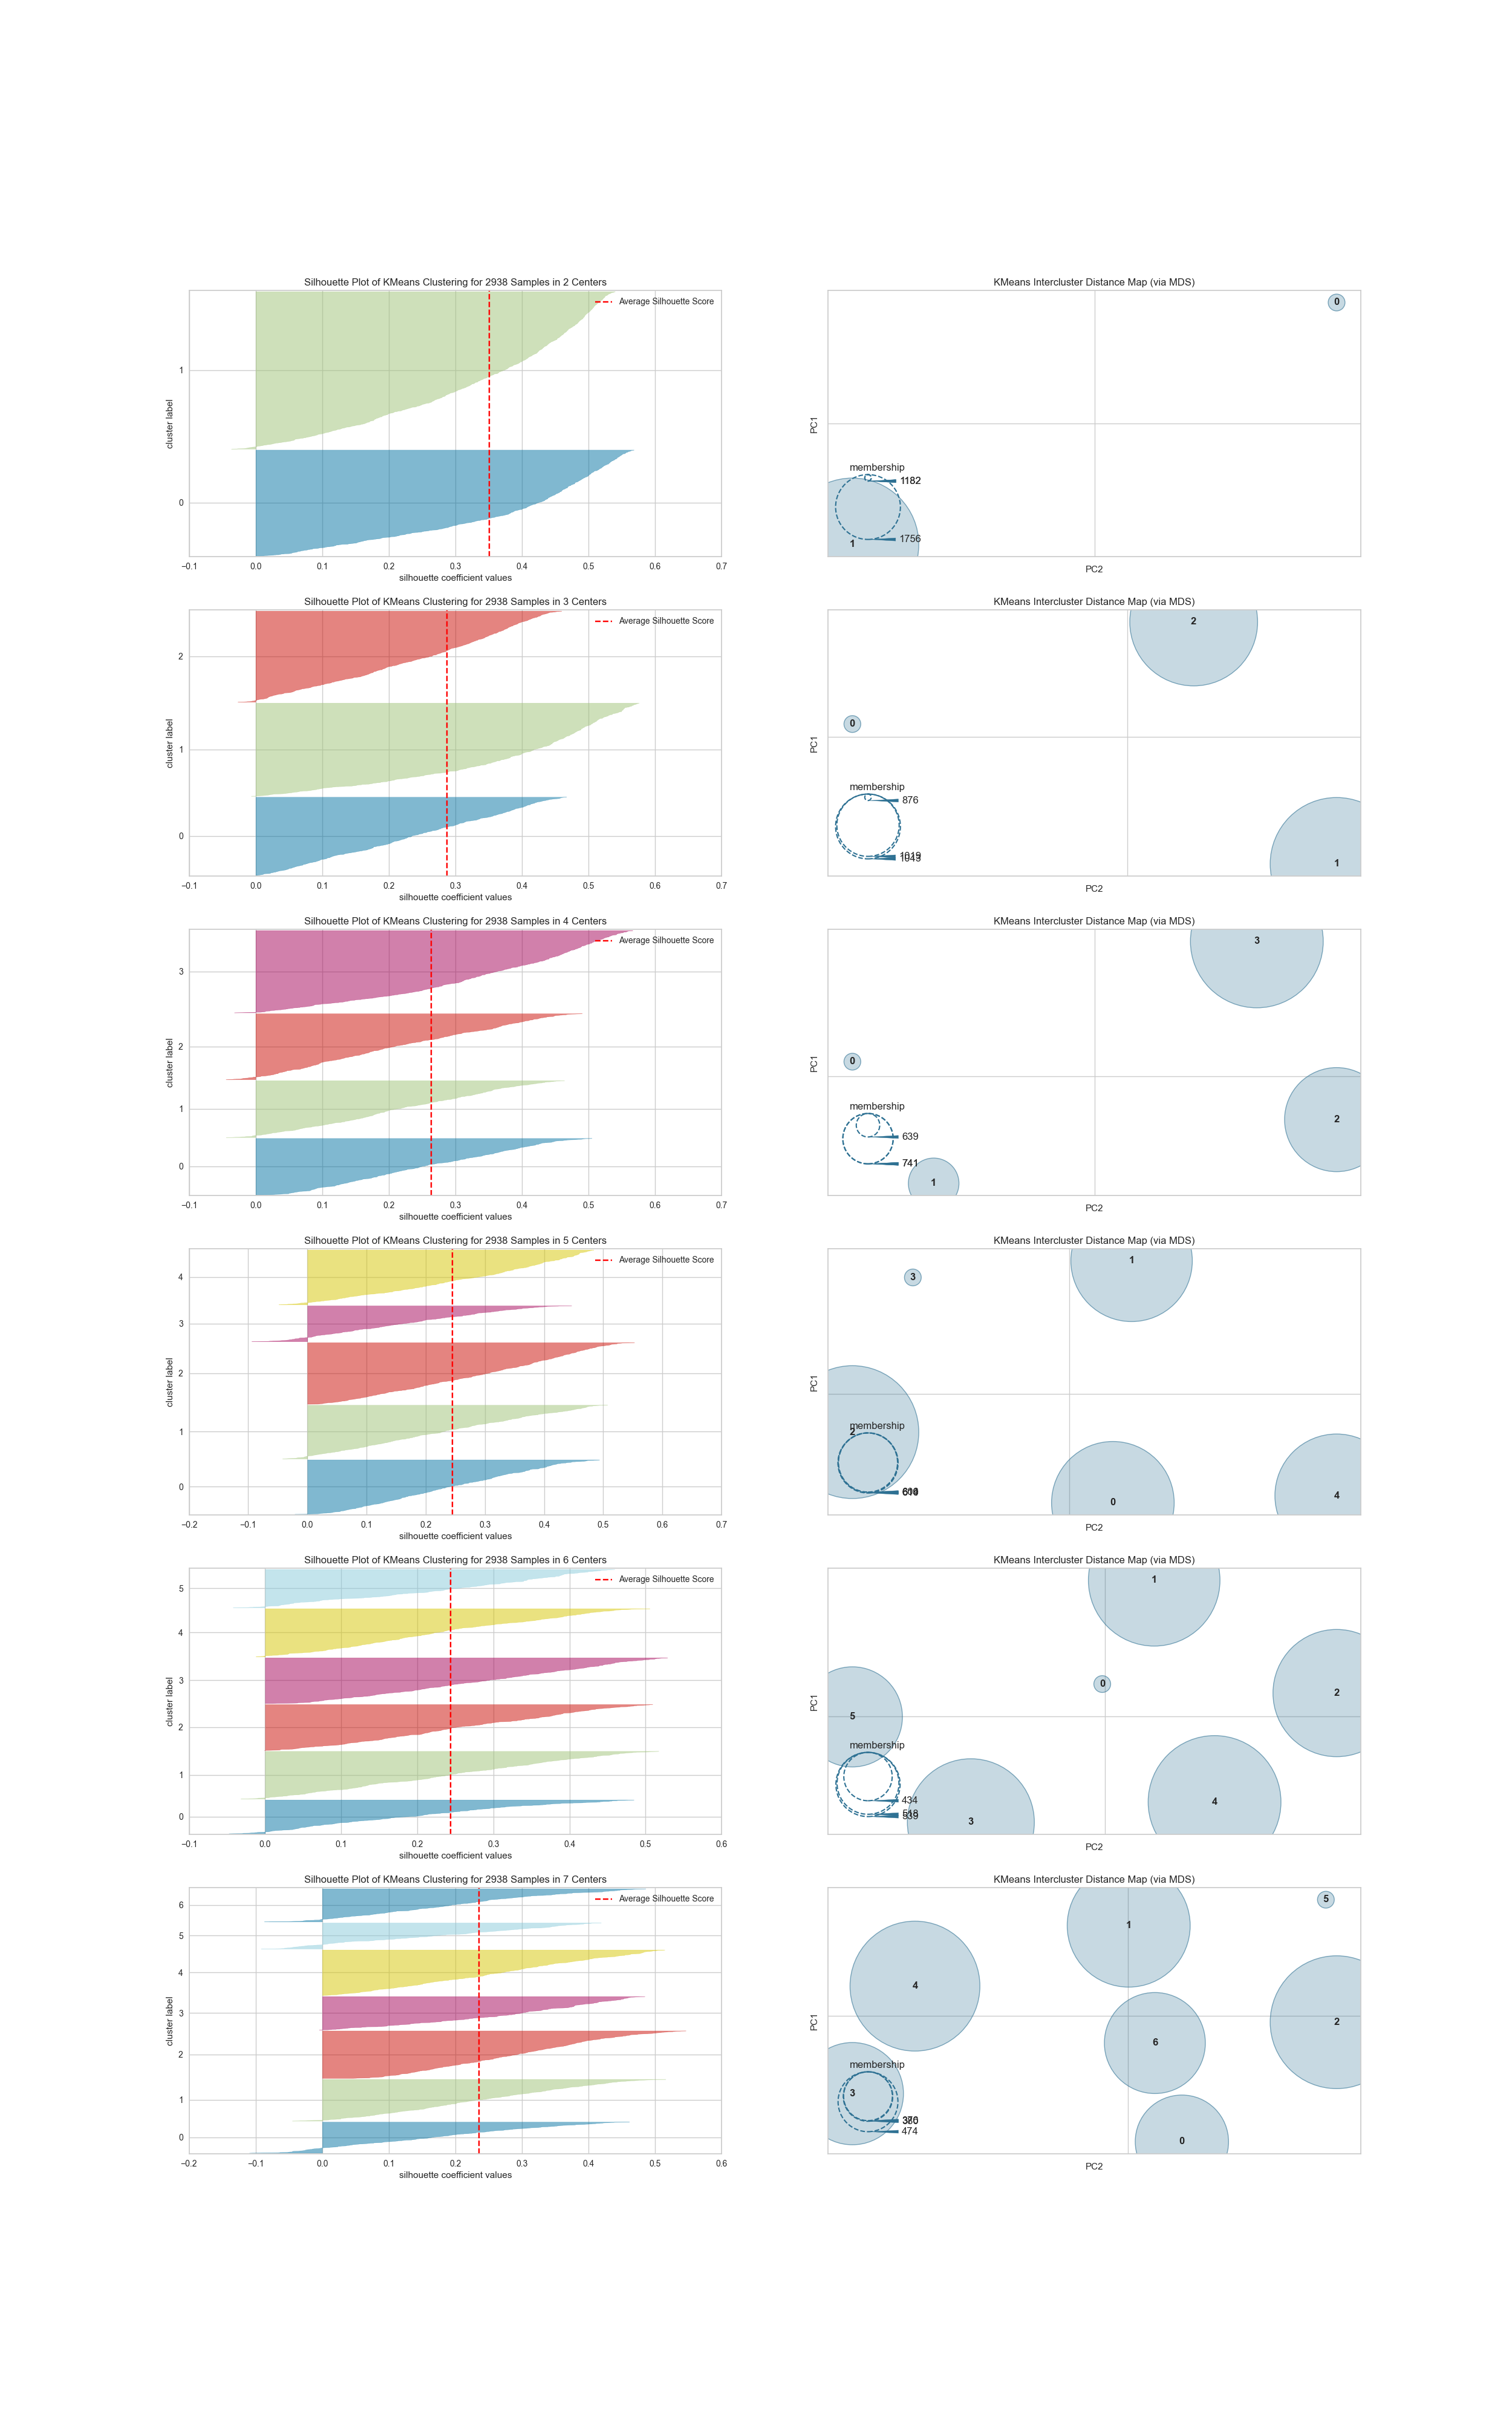 Silhouette Plot of KMeans Clustering for 2938 Samples in 2 Centers
Average Silhouette Score
1
0
cluster label
−0.1 0.0 0.1 0.2 0.3 0.4 0.5 0.6 0.7
silhouette coefficient values
KMeans Intercluster Distance Map (via MDS)
0
PC1
membership
1182
1756
1
PC2
Silhouette Plot of KMeans Clustering for 2938 Samples in 3 Centers
Average Silhouette Score
2
1
0
cluster label
−0.1 0.0 0.1 0.2 0.3 0.4 0.5 0.6 0.7
silhouette coefficient values
KMeans Intercluster Distance Map (via MDS)
2
0
PC1
membership
876
1019
1043
1
PC2
Silhouette Plot of KMeans Clustering for 2938 Samples in 4 Centers
Average Silhouette Score
3
2
1
0
cluster label
−0.1 0.0 0.1 0.2 0.3 0.4 0.5 0.6 0.7
silhouette coefficient values
KMeans Intercluster Distance Map (via MDS)
3
0
PC1
membership
639
2
741
1
PC2
Silhouette Plot of KMeans Clustering for 2938 Samples in 5 Centers
Average Silhouette Score
4
3
2
1
0
cluster label
−0.2 −0.1 0.0 0.1 0.2 0.3 0.4 0.5 0.6 0.7
silhouette coefficient values
KMeans Intercluster Distance Map (via MDS)
1
3
PC1
membership
2
4
0
PC2
Silhouette Plot of KMeans Clustering for 2938 Samples in 6 Centers
Average Silhouette Score
5
4
3
2
1
0
cluster label
−0.1 0.0 0.1 0.2 0.3 0.4 0.5 0.6
silhouette coefficient values
KMeans Intercluster Distance Map (via MDS)
1
0
2
PC1
5
membership
434
4
539
3
PC2
Silhouette Plot of KMeans Clustering for 2938 Samples in 7 Centers
Average Silhouette Score
6
5
4
3
2
1
0
cluster label
−0.2 −0.1 0.0 0.1 0.2 0.3 0.4 0.5 0.6
silhouette coefficient values
KMeans Intercluster Distance Map (via MDS)
5
1
4
2
PC1
6
membership
3
474
0
PC2